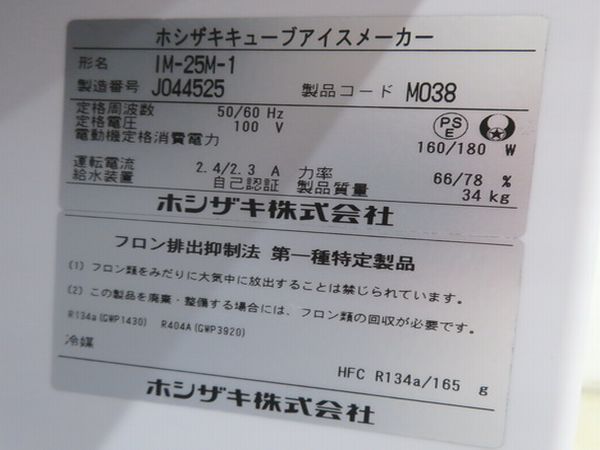 ホシザキキューブアイスメーカー
形名 IM-25M-1
製造番号 J044525 製品コード M038
定格周波数 50/60 Hz
定格電圧 100 V
電動機定格消費電力 160/180 W
PS
E
運転電流 2.4/2.3 A 力率 66/78 %
給水装置 自己認証 製品質量 34 kg
ホシザキ株式会社
フロン排出抑制法 第一種特定製品
(1) フロン類をみだりに大気中に放出することは禁じられています。
(2) この製品を廃棄・整備する場合には、フロン類の回収が必要です。
R134a(GWP1430) R404A(GWP3920)
冷媒 HFC R134a/165 g
ホシザキ株式会社